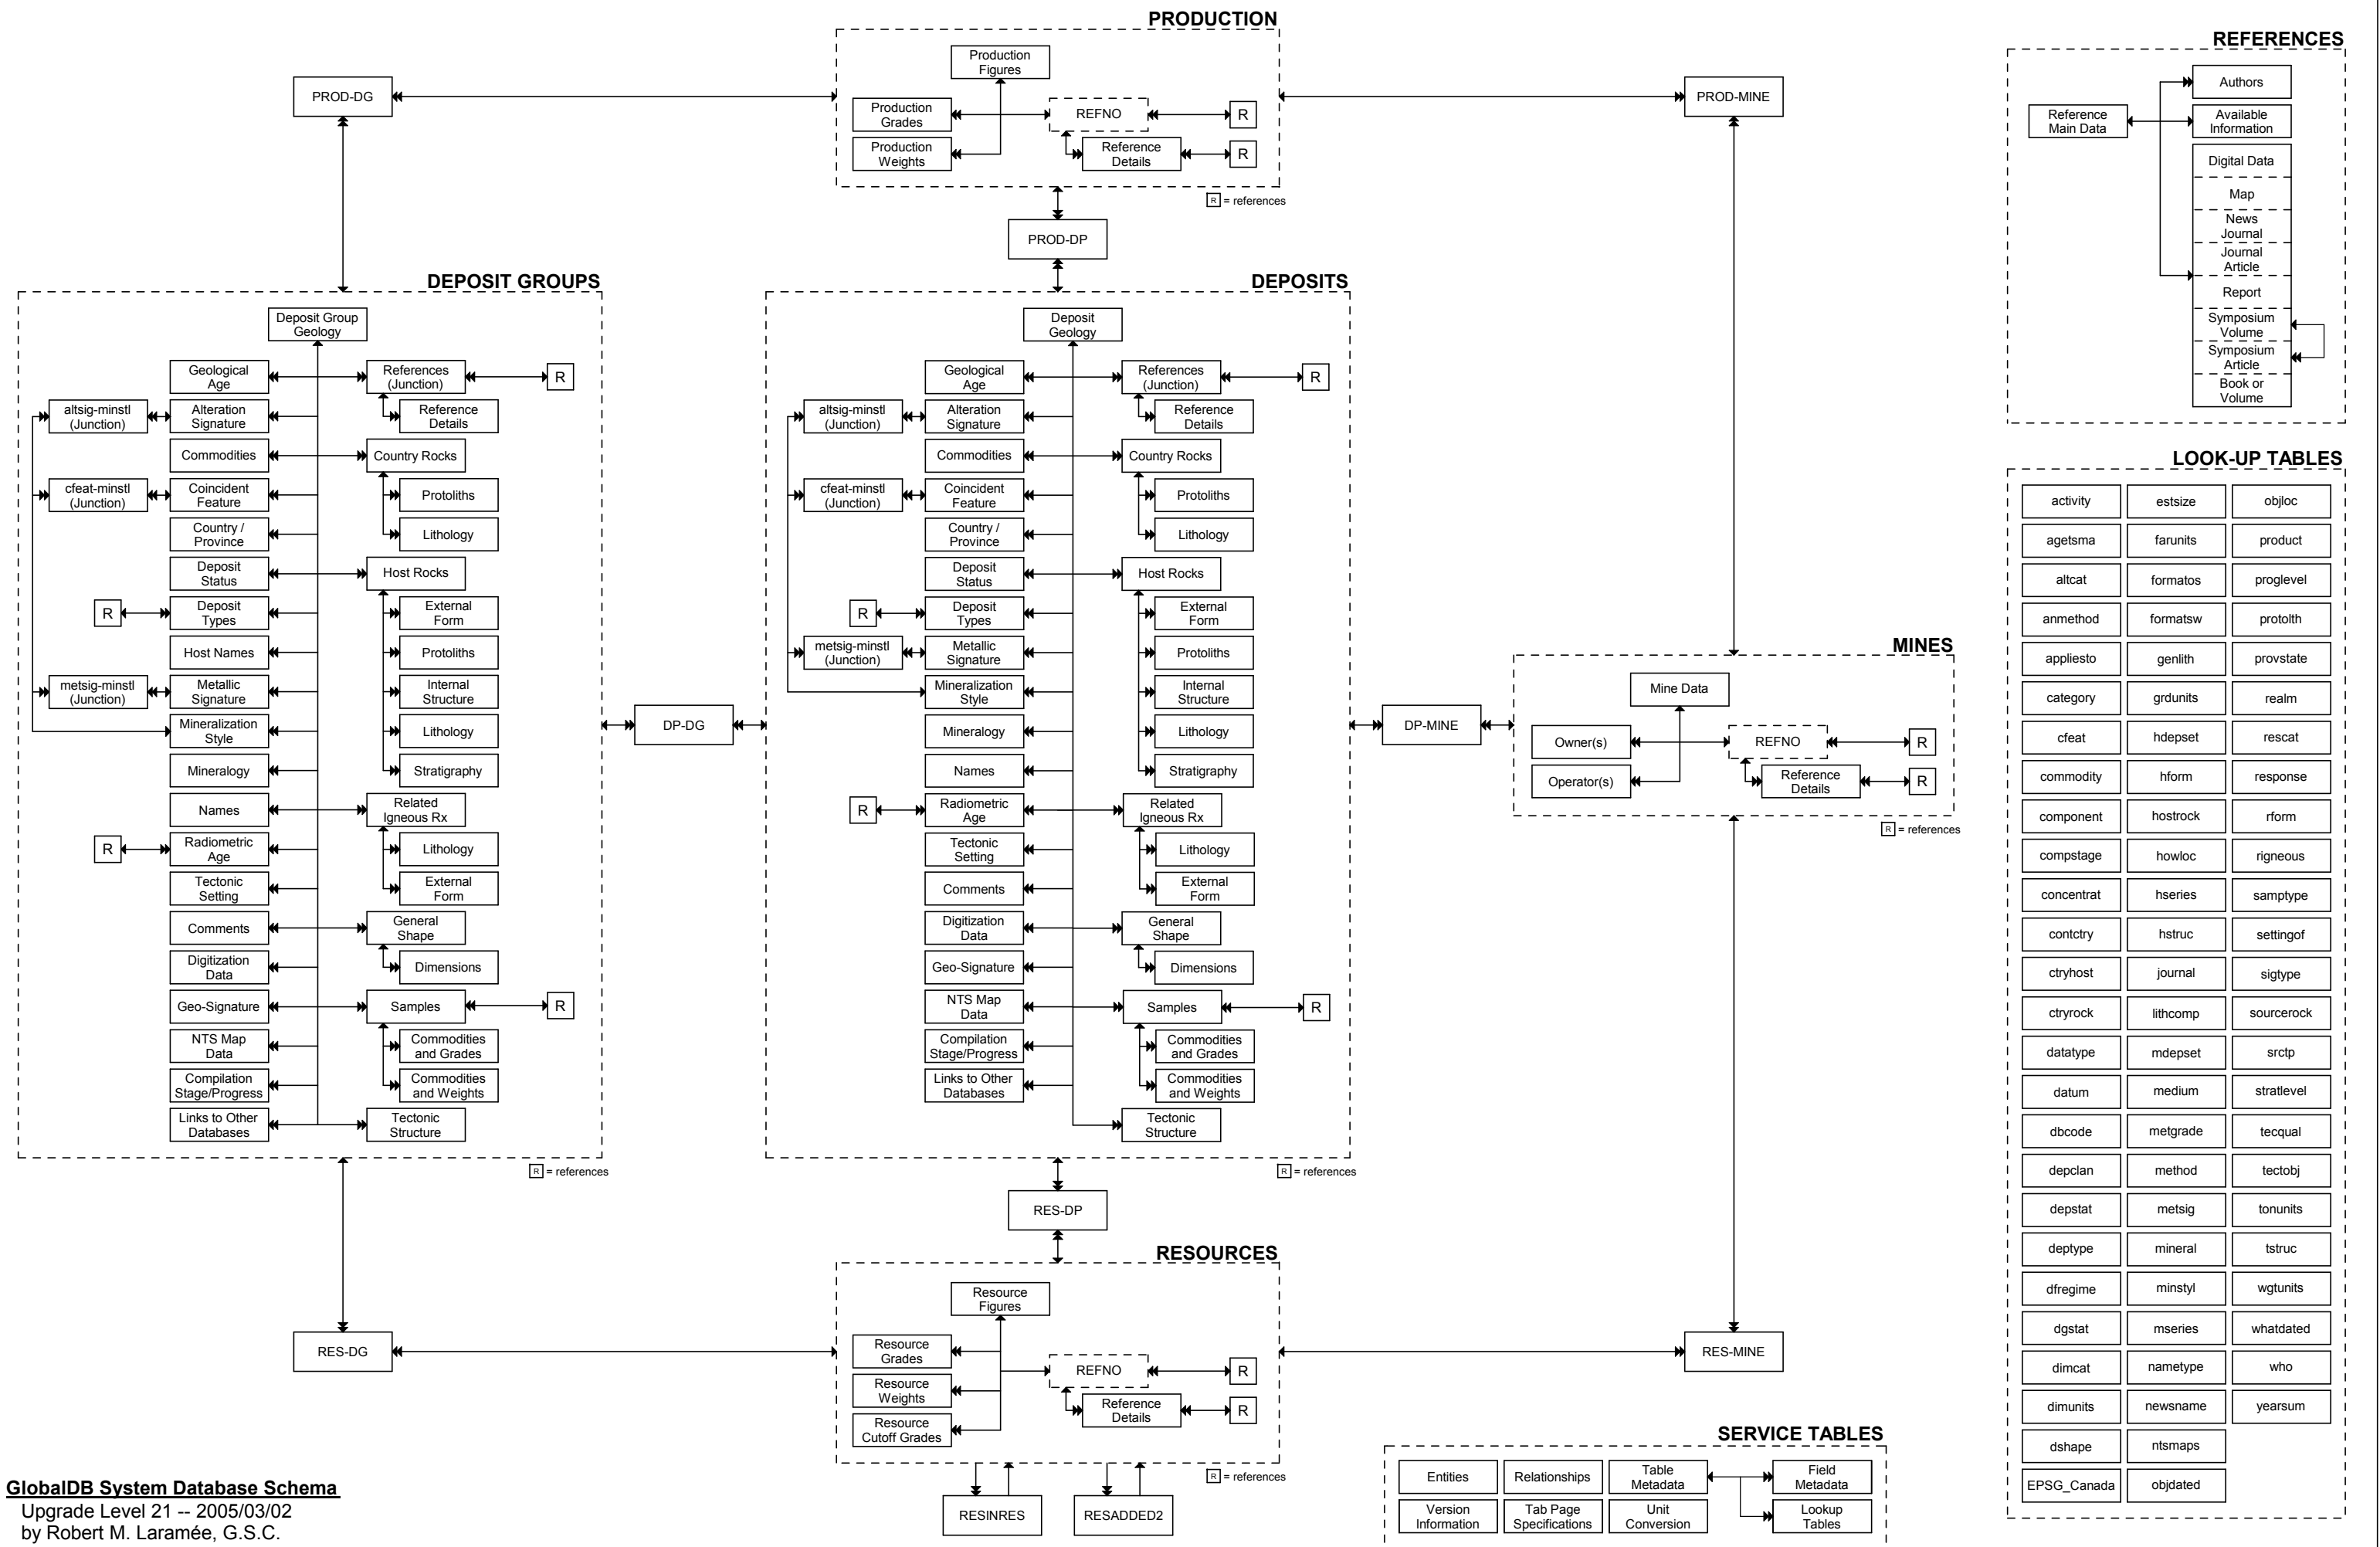 PRODUCTION
Production
Figures
Production
Grades
REFNO
R
Production
Weights
Reference
Details
R
R = references
PROD-DG
PROD-MINE
PROD-DP
REFERENCES
Reference
Main Data
Authors
Available
Information
Digital Data
Map
News
Journal
Journal
Article
Report
Symposium
Volume
Symposium
Article
Book or
Volume
DEPOSIT GROUPS
Deposit Group
Geology
Geological
Age
References
(Junction)
R
altsig-minstl
(Junction)
Alteration
Signature
Reference
Details
Commodities
Country Rocks
cfeat-minstl
(Junction)
Coincident
Feature
Protoliths
Country /
Province
Lithology
Deposit
Status
Host Rocks
R
Deposit
Types
External
Form
Host Names
Protoliths
metsig-minstl
(Junction)
Metallic
Signature
Internal
Structure
Mineralization
Style
Lithology
Mineralogy
Stratigraphy
Names
Related
Igneous Rx
R
Radiometric
Age
Lithology
Tectonic
Setting
External
Form
Comments
General
Shape
Digitization
Data
Dimensions
Geo-Signature
Samples
R
NTS Map
Data
Commodities
and Grades
Compilation
Stage/Progress
Commodities
and Weights
Links to Other
Databases
Tectonic
Structure
R = references
DP-DG
DEPOSITS
Deposit
Geology
Geological
Age
References
(Junction)
R
altsig-minstl
(Junction)
Alteration
Signature
Reference
Details
Commodities
Country Rocks
cfeat-minstl
(Junction)
Coincident
Feature
Protoliths
Country /
Province
Lithology
Deposit
Status
Host Rocks
R
Deposit
Types
External
Form
metsig-minstl
(Junction)
Metallic
Signature
Protoliths
Mineralization
Style
Internal
Structure
Mineralogy
Lithology
Names
Stratigraphy
R
Radiometric
Age
Related
Igneous Rx
Tectonic
Setting
Lithology
Comments
External
Form
Digitization
Data
General
Shape
Geo-Signature
Dimensions
NTS Map
Data
Samples
R
Compilation
Stage/Progress
Commodities
and Grades
Links to Other
Databases
Commodities
and Weights
Tectonic
Structure
R = references
DP-MINE
MINES
Mine Data
Owner(s)
REFNO
R
Operator(s)
Reference
Details
R
R = references
RES-DP
RES-DG
RES-MINE
RESOURCES
Resource
Figures
Resource
Grades
REFNO
R
Resource
Weights
Reference
Details
R
Resource
Cutoff Grades
R = references
RESINRES
RESADDED2
LOOK-UP TABLES
activity estsize objloc
agetsma farunits product
altcat formatos proglevel
anmethod formatsw protolth
appliesto genlith provstate
category grdunits realm
cfeat hdepset rescat
commodity hform response
component hostrock rform
compstage howloc rigneous
concentrat hseries samptype
contctry hstruc settingof
ctryhost journal sigtype
ctryrock lithcomp sourcerock
datatype mdepset srctp
datum medium stratlevel
dbcode metgrade tecqual
depclan method tectobj
depstat metsig tonunits
deptype mineral tstruc
dfregime minstyl wgtunits
dgstat mseries whatdated
dimcat nametype who
dimunits newsname yearsum
dshape ntsmaps
EPSG_Canada objdated
SERVICE TABLES
Entities
Relationships
Table
Metadata
Field
Metadata
Version
Information
Tab Page
Specifications
Unit
Conversion
Lookup
Tables
GlobalDB System Database Schema
Upgrade Level 21 -- 2005/03/02
by Robert M. Laramée, G.S.C.